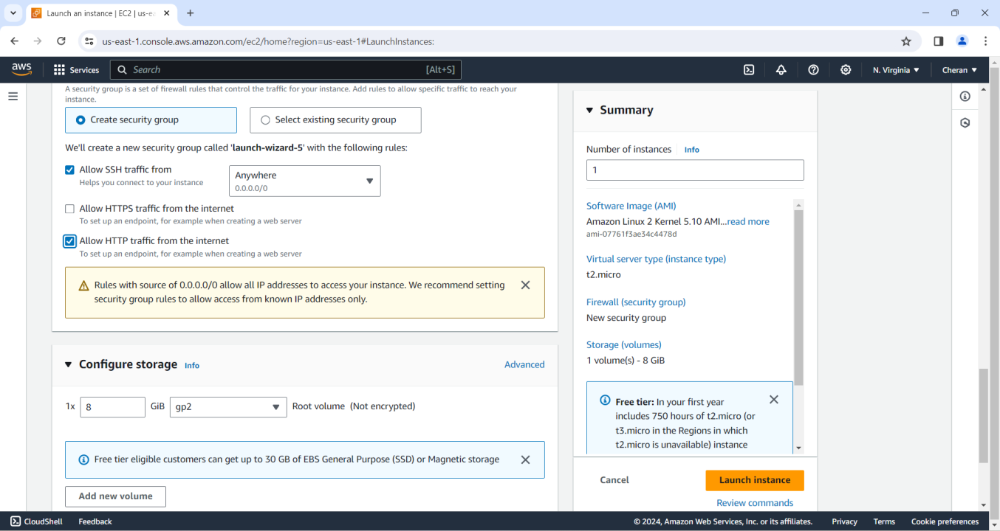 Launch an instance | EC2 | us-ea
us-east-1.console.aws.amazon.com/ec2/home?region=us-east-1#LaunchInstances:
aws
Services
Search
[Alt+S]
N. Virginia
Cheran
A security group is a set of firewall rules that control the traffic for your instance. Add rules to allow specific traffic to reach your
instance.
Create security group
Select existing security group
We'll create a new security group called 'launch-wizard-5' with the following rules:
Allow SSH traffic from
Helps you connect to your instance
Anywhere
0.0.0.0/0
Allow HTTPS traffic from the internet
To set up an endpoint, for example when creating a web server
Allow HTTP traffic from the internet
To set up an endpoint, for example when creating a web server
Rules with source of 0.0.0.0/0 allow all IP addresses to access your instance. We recommend setting
security group rules to allow access from known IP addresses only.
Configure storage Info
Advanced
1x 8 GiB gp2 Root volume (Not encrypted)
Free tier eligible customers can get up to 30 GB of EBS General Purpose (SSD) or Magnetic storage
Add new volume
Summary
Number of instances Info
1
Software Image (AMI)
Amazon Linux 2 Kernel 5.10 AMI...read more
ami-07761f3ae34c4478d
Virtual server type (instance type)
t2.micro
Firewall (security group)
New security group
Storage (volumes)
1 volume(s) - 8 GiB
Free tier: In your first year
includes 750 hours of t2.micro (or
t3.micro in the Regions in which
t2.micro is unavailable) instance
Cancel
Launch instance
Review commands
CloudShell
Feedback
© 2024, Amazon Web Services, Inc. or its affiliates.
Privacy
Terms
Cookie preferences